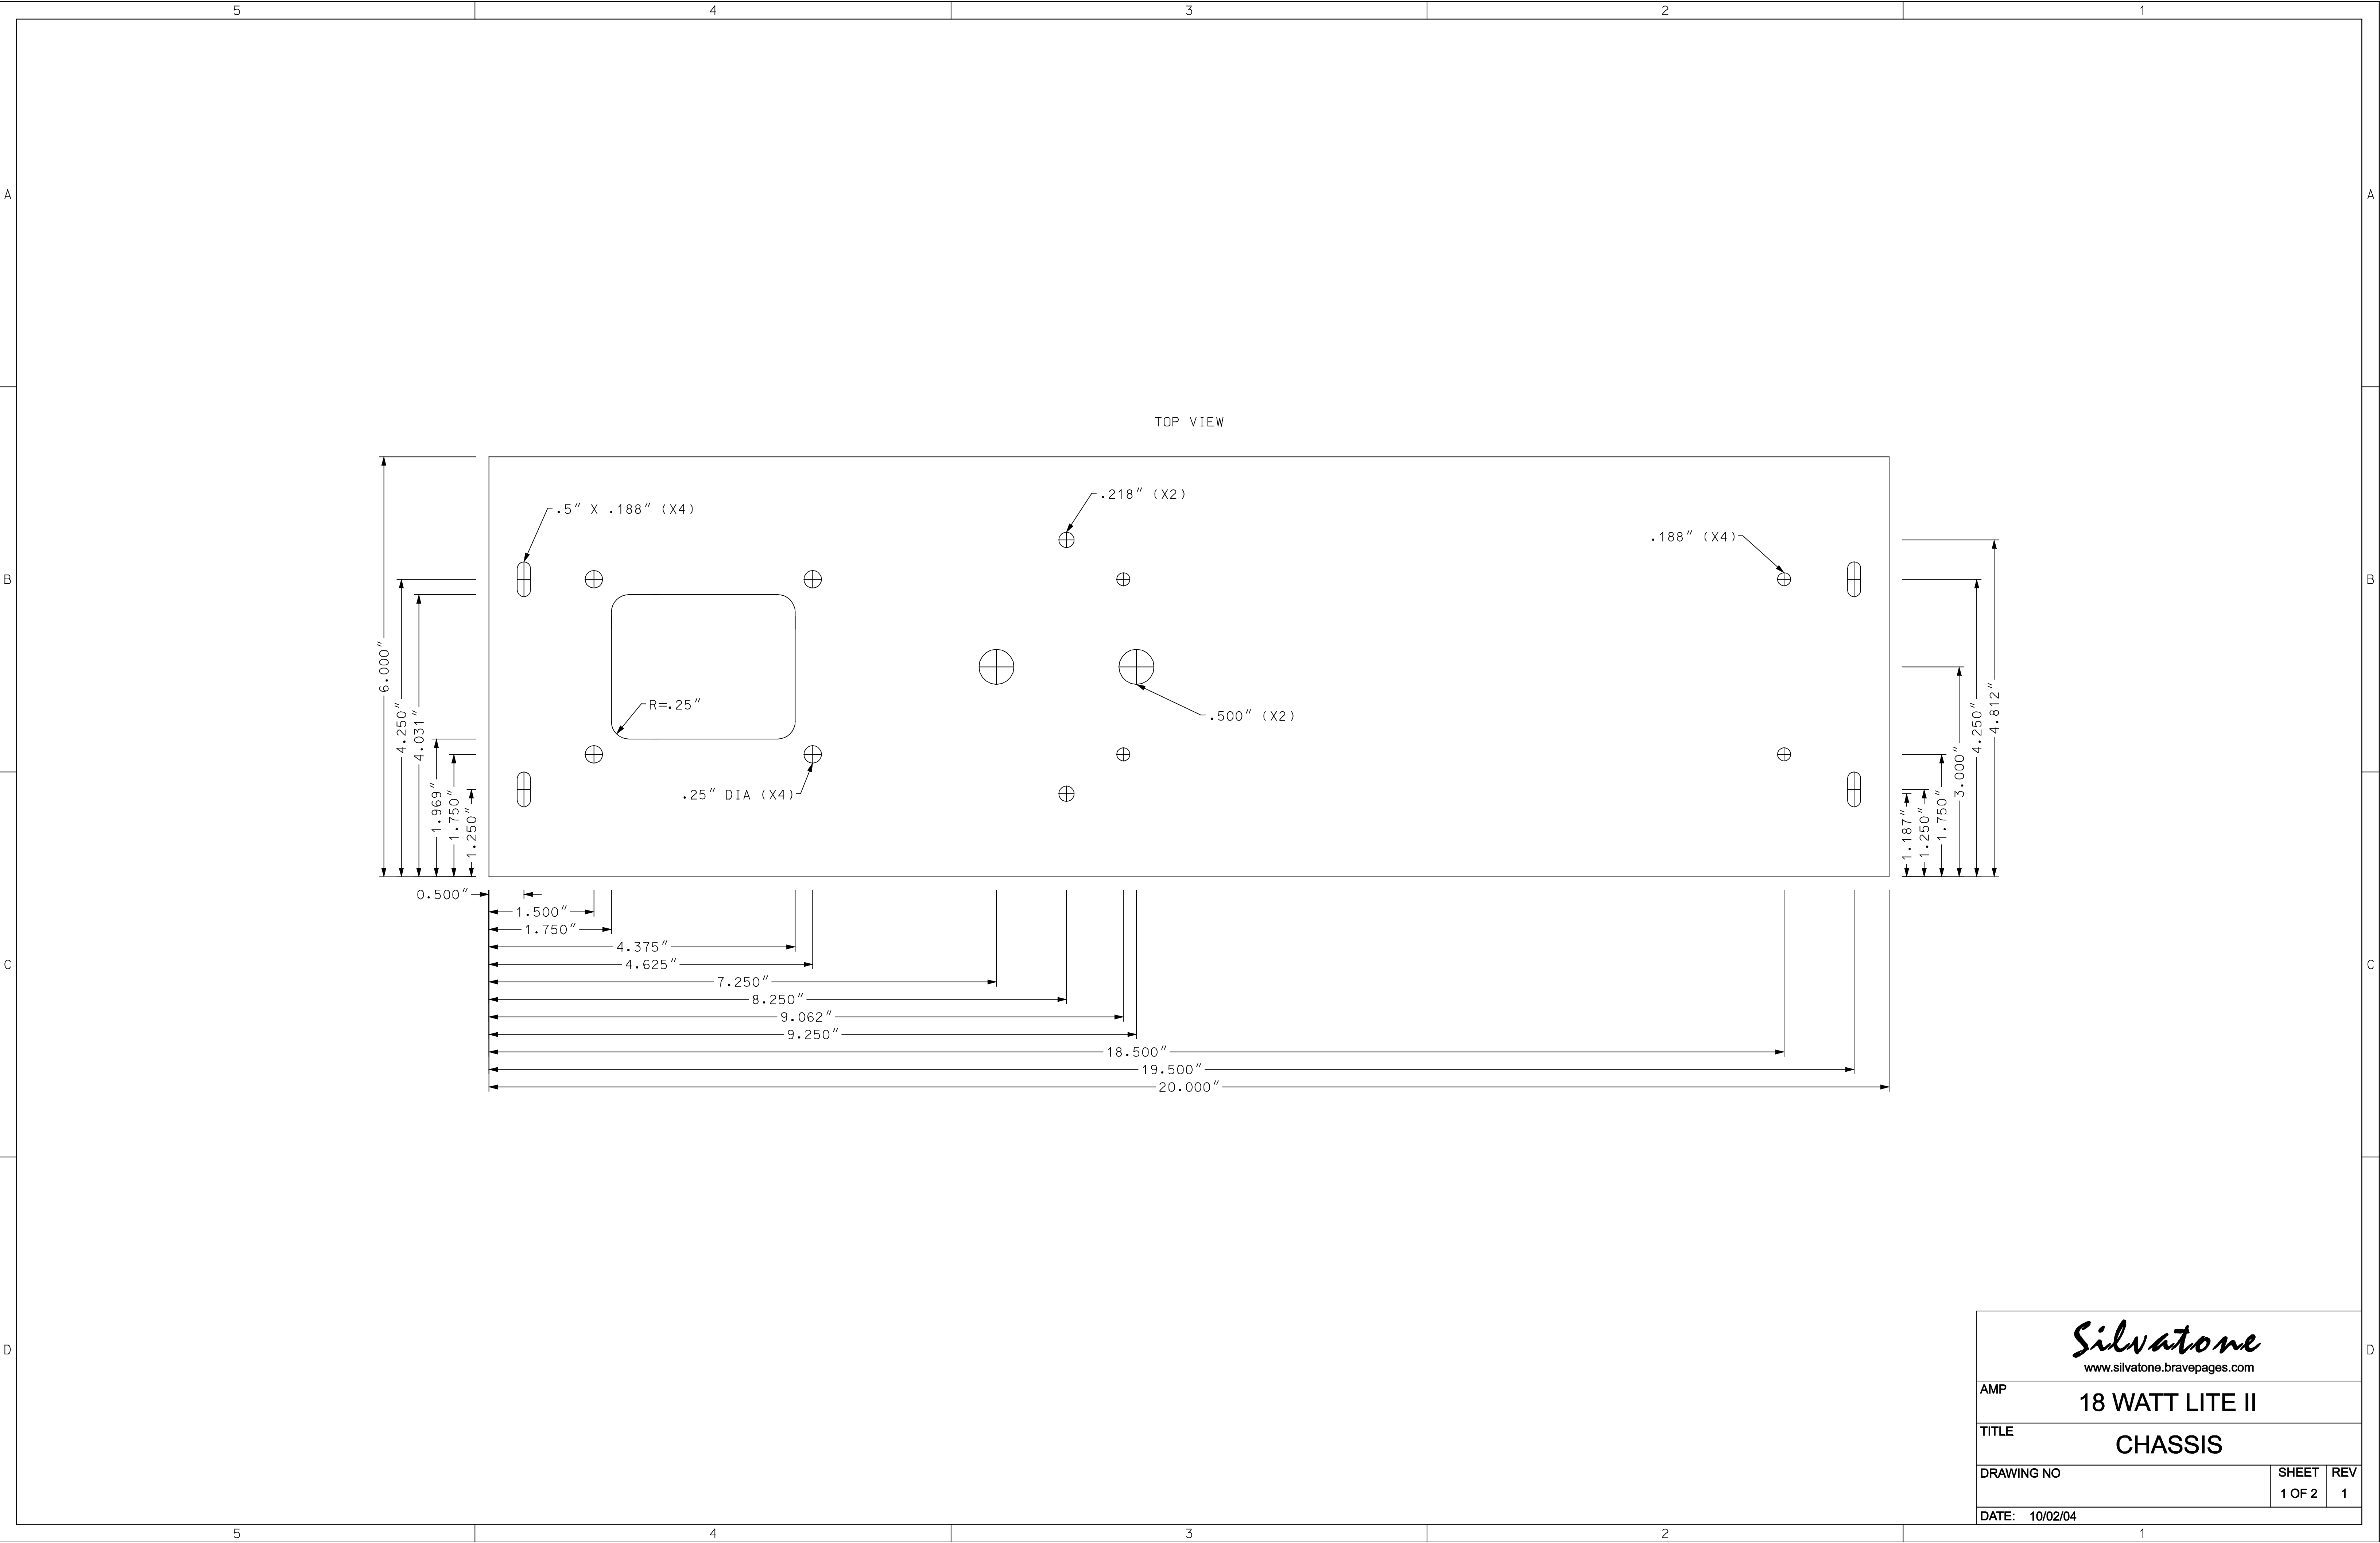 5 4 3 2 1
A A
TOP VIEW
.218" (X2)
.5" X .188" (X4)
.188" (X4)
B B
6.000"
4.250"
4.031"
1.969"
1.750"
1.250"
R=.25"
.500" (X2)
.25" DIA (X4)
1.187"
1.250"
1.750"
3.000"
4.250"
4.812"
0.500"
1.500"
1.750"
4.375"
C C
4.625"
7.250"
8.250"
9.062"
9.250"
18.500"
19.500"
20.000"
D D
Silvatone
www.silvatone.bravepages.com
AMP
18 WATT LITE II
TITLE
CHASSIS
DRAWING NO SHEET REV
1 OF 2 1
DATE: 10/02/04
5 4 3 2 1